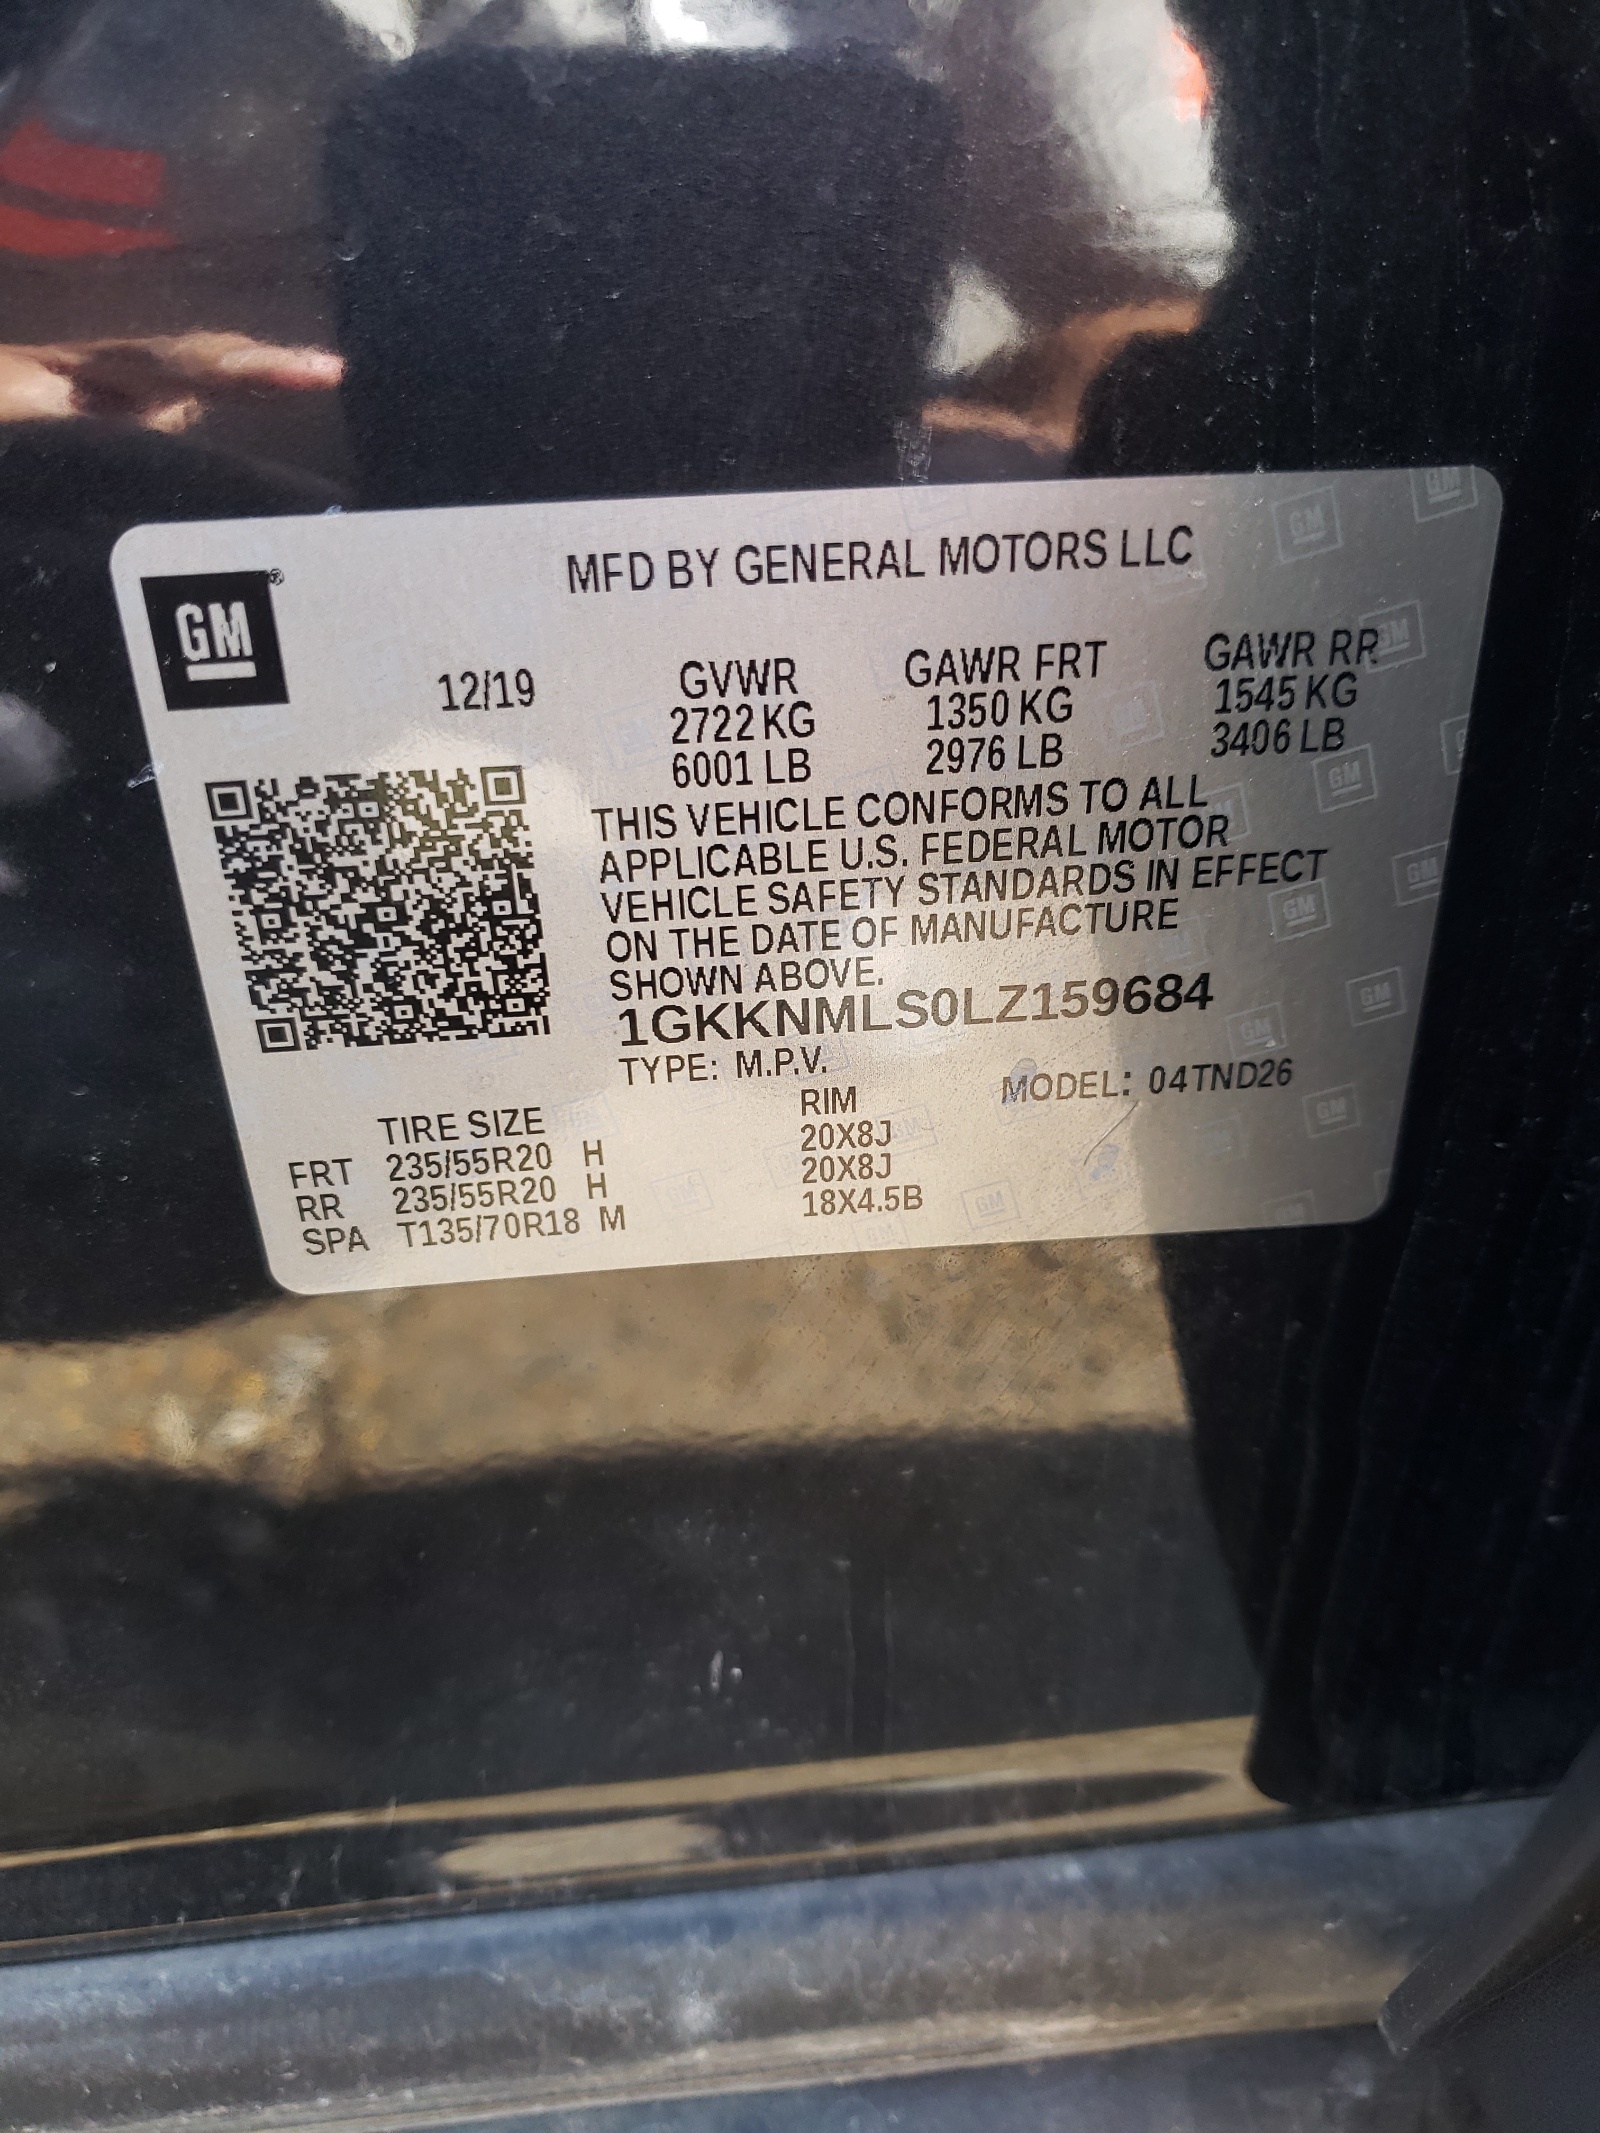 GM ®
MFD BY GENERAL MOTORS LLC
12/19
GVWR GAWR FRT GAWR RR
2722 KG 1350 KG 1545 KG
6001 LB 2976 LB 3406 LB
THIS VEHICLE CONFORMS TO ALL
APPLICABLE U.S. FEDERAL MOTOR
VEHICLE SAFETY STANDARDS IN EFFECT
ON THE DATE OF MANUFACTURE
SHOWN ABOVE.
1GKKNMLS0LZ159684
TYPE: M.P.V. MODEL: 04TND26
TIRE SIZE RIM
FRT 235/55R20 H 20X8J
RR 235/55R20 H 20X8J
SPA T135/70R18 M 18X4.5B